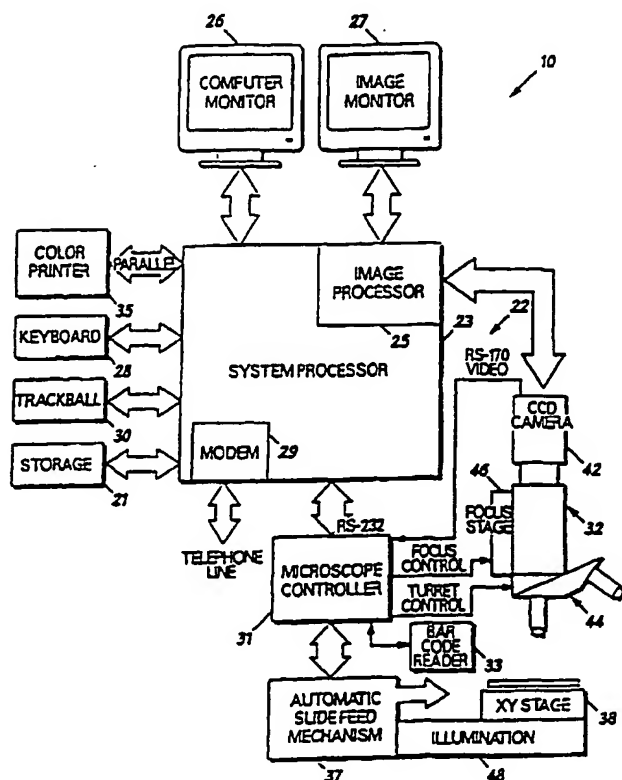 26
27
10
COMPUTER
MONITOR
IMAGE
MONITOR
COLOR
PRINTER
PARALLEL
35
IMAGE
PROCESSOR
25
23
22
KEYBOARD
28
SYSTEM PROCESSOR
RS-170
VIDEO
CCD
CAMERA
42
TRACKBALL
30
STORAGE
21
MODEM
29
46
FOCUS
STAGE
32
TELEPHONE
LINE
RS-232
MICROSCOPE
CONTROLLER
31
FOCUS
CONTROL
TURRET
CONTROL
44
BAR
CODE
READER
33
AUTOMATIC
SLIDE FEED
MECHANISM
37
XY STAGE
38
ILLUMINATION
48